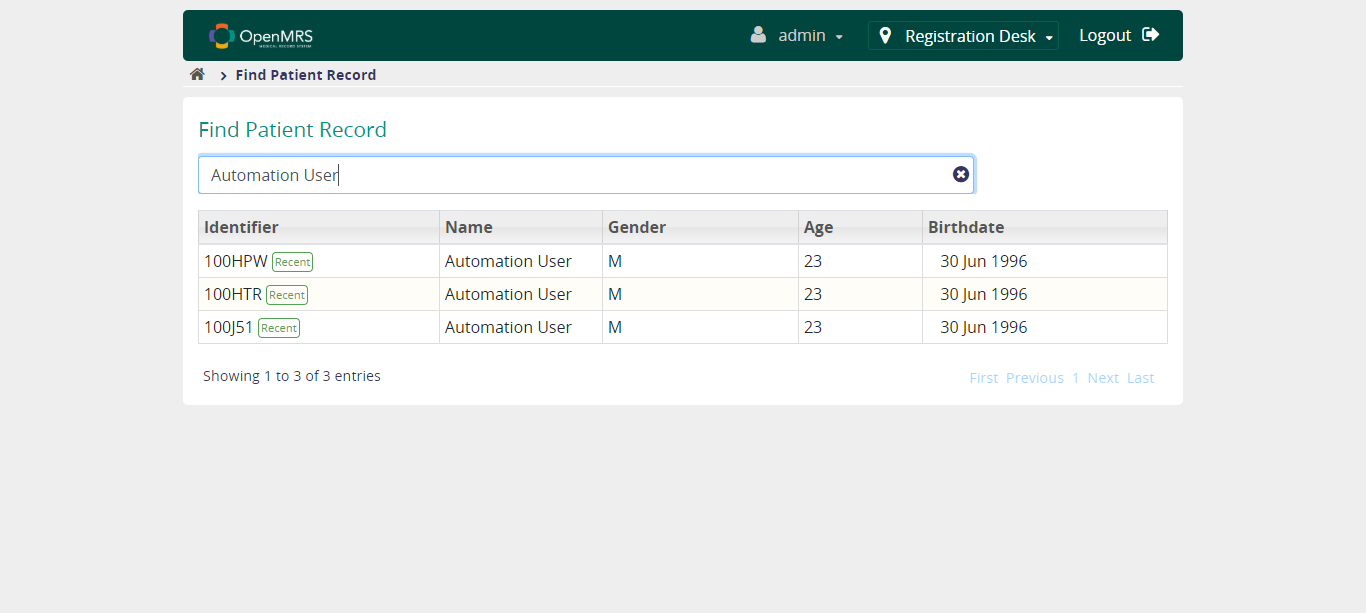 OpenMRS
MEDICAL RECORD SYSTEM
admin
Registration Desk
Logout
Find Patient Record
Find Patient Record
Automation User
Identifier Name Gender Age Birthdate
100HPW Recent Automation User M 23 30 Jun 1996
100HTR Recent Automation User M 23 30 Jun 1996
100J51 Recent Automation User M 23 30 Jun 1996
Showing 1 to 3 of 3 entries
First Previous 1 Next Last